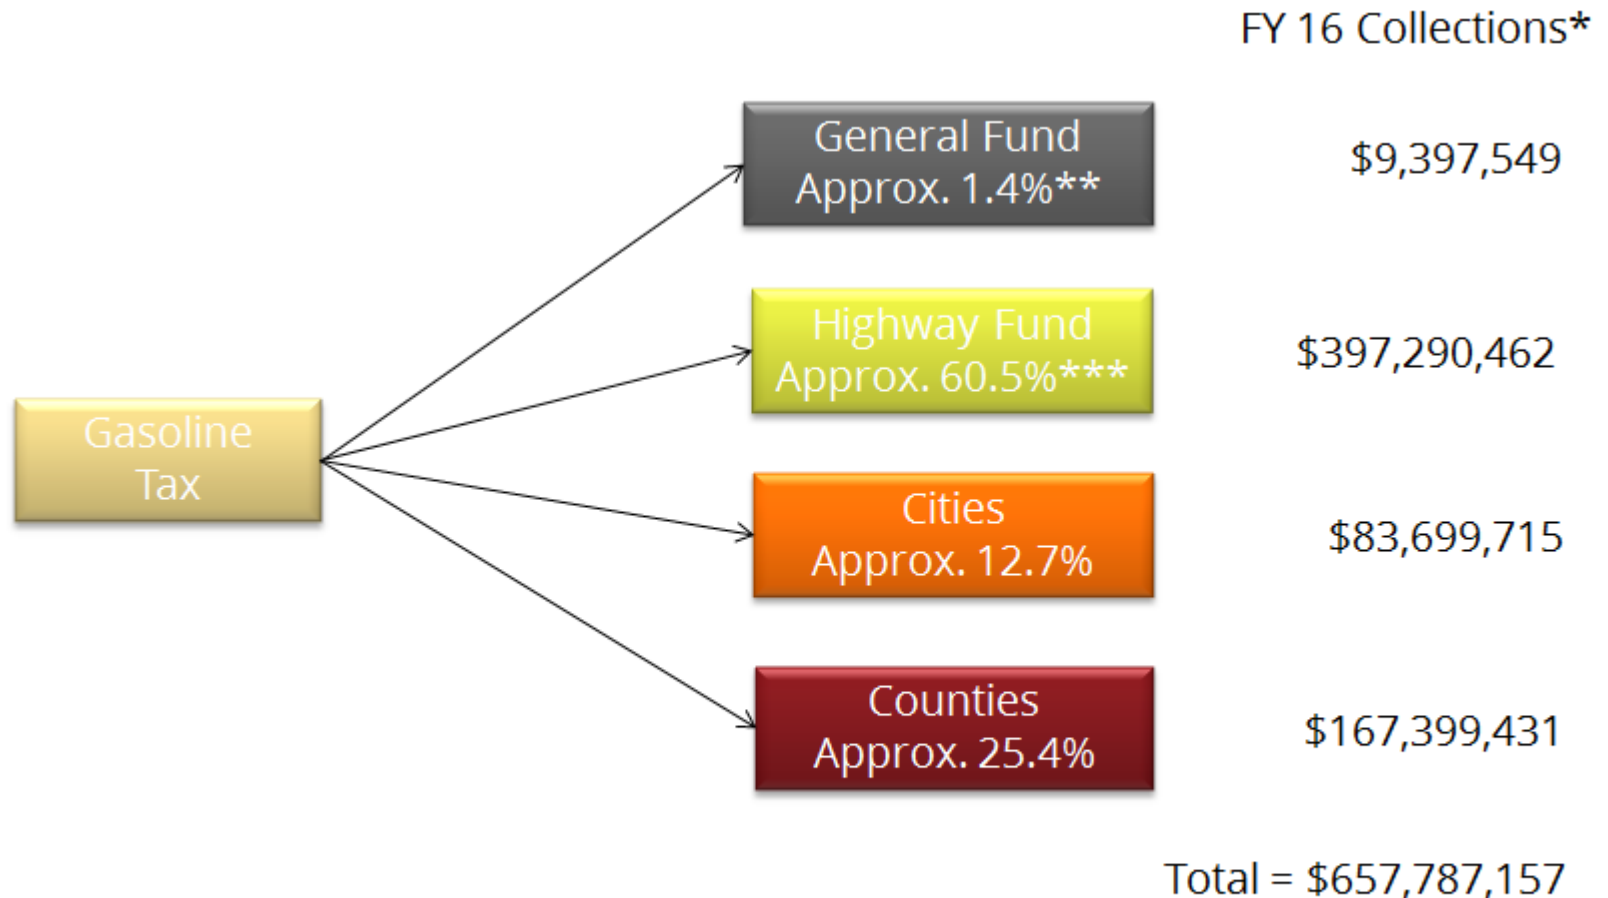 FY 16 Collections*
General Fund
Approx. 1.4%**
$9,397,549
Highway Fund
Approx. 60.5%***
$397,290,462
Gasoline
Tax
Cities
Approx. 12.7%
$83,699,715
Counties
Approx. 25.4%
$167,399,431
Total = $657,787,157